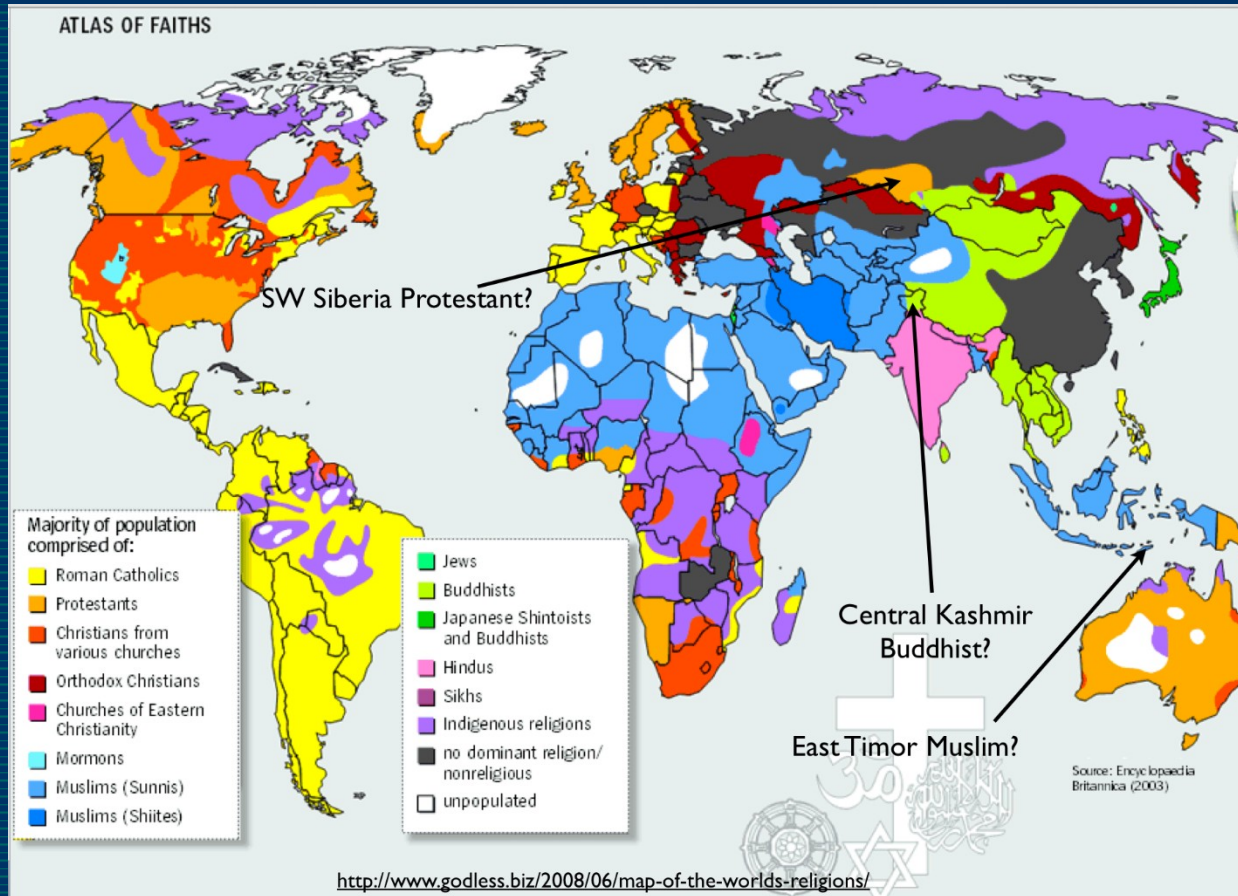 ATLAS OF FAITHS
SW Siberia Protestant?
Majority of population
comprised of:
Roman Catholics
Protestants
Christians from
various churches
Orthodox Christians
Churches of Eastern
Christianity
Mormons
Muslims (Sunnis)
Muslims (Shiites)
Jews
Buddhists
Japanese Shintoists
and Buddhists
Hindus
Sikhs
Indigenous religions
no dominant religion/
nonreligious
unpopulated
Central Kashmir
Buddhist?
East Timor Muslim?
Source: Encyclopaedia
Britannica (2003)
http://www.godless.biz/2008/06/map-of-the-worlds-religions/